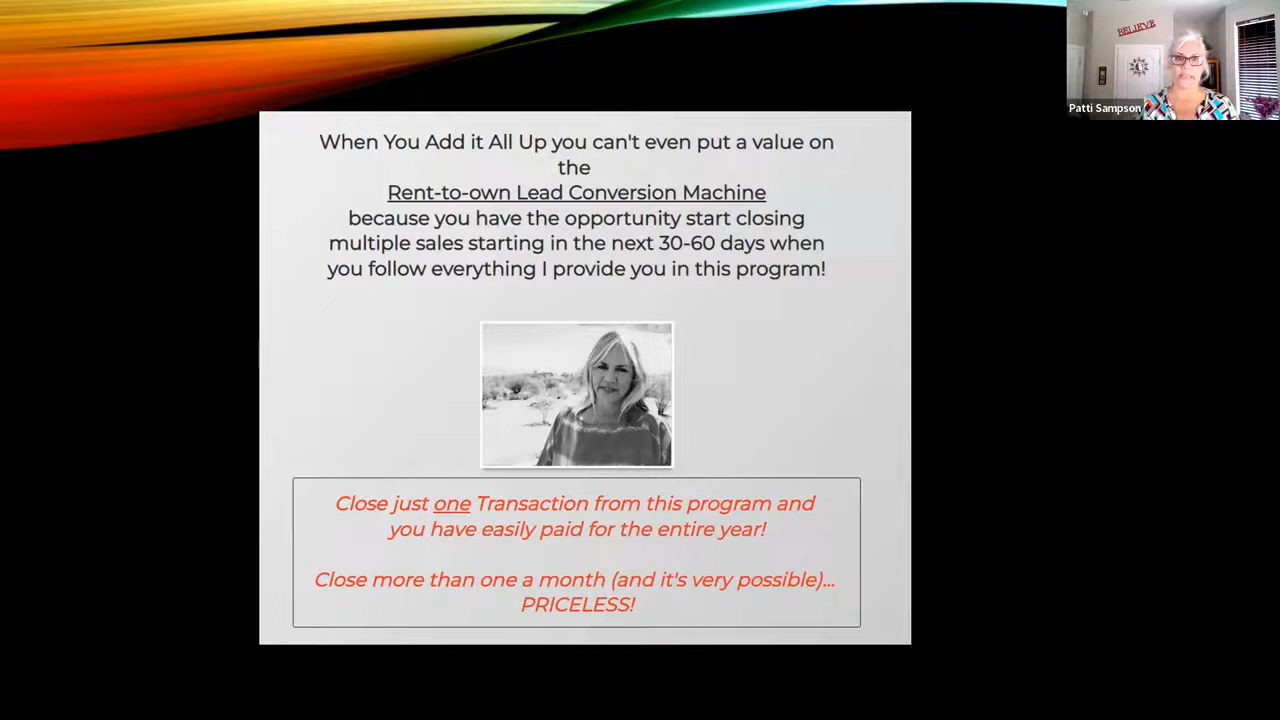 BELIEVE
Patti Sampson
When You Add it All Up you can't even put a value on
the
Rent-to-own Lead Conversion Machine
because you have the opportunity start closing
multiple sales starting in the next 30-60 days when
you follow everything I provide you in this program!
Close just one Transaction from this program and
you have easily paid for the entire year!
Close more than one a month (and it's very possible)...
PRICELESS!